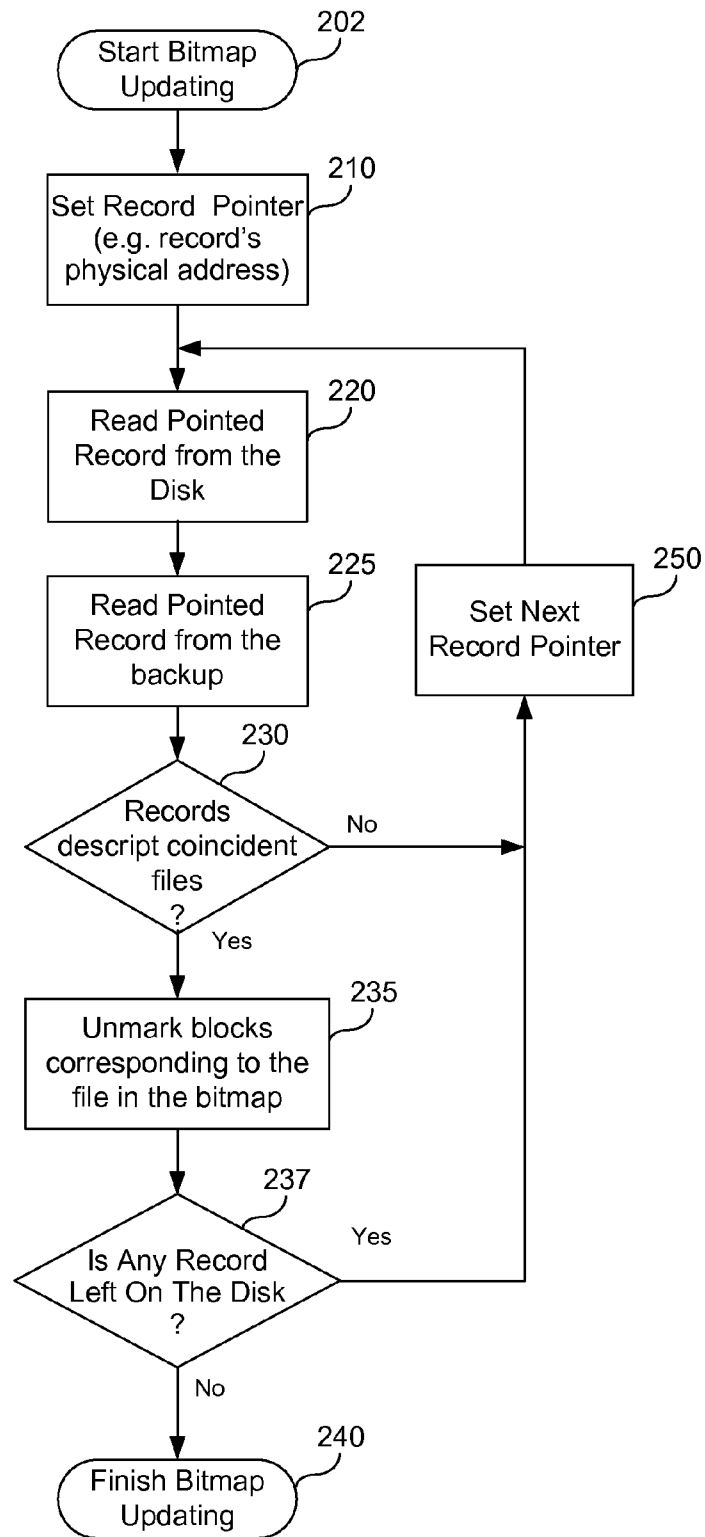 Start Bitmap
Updating
202
Set Record Pointer
(e.g. record's
physical address)
210
Read Pointed
Record from the
Disk
220
Read Pointed
Record from the
backup
225
Set Next
Record Pointer
250
Records
descript coincident
files
?
230
No
Yes
Unmark blocks
corresponding to the
file in the bitmap
235
Is Any Record
Left On The Disk
?
237
Yes
No
Finish Bitmap
Updating
240